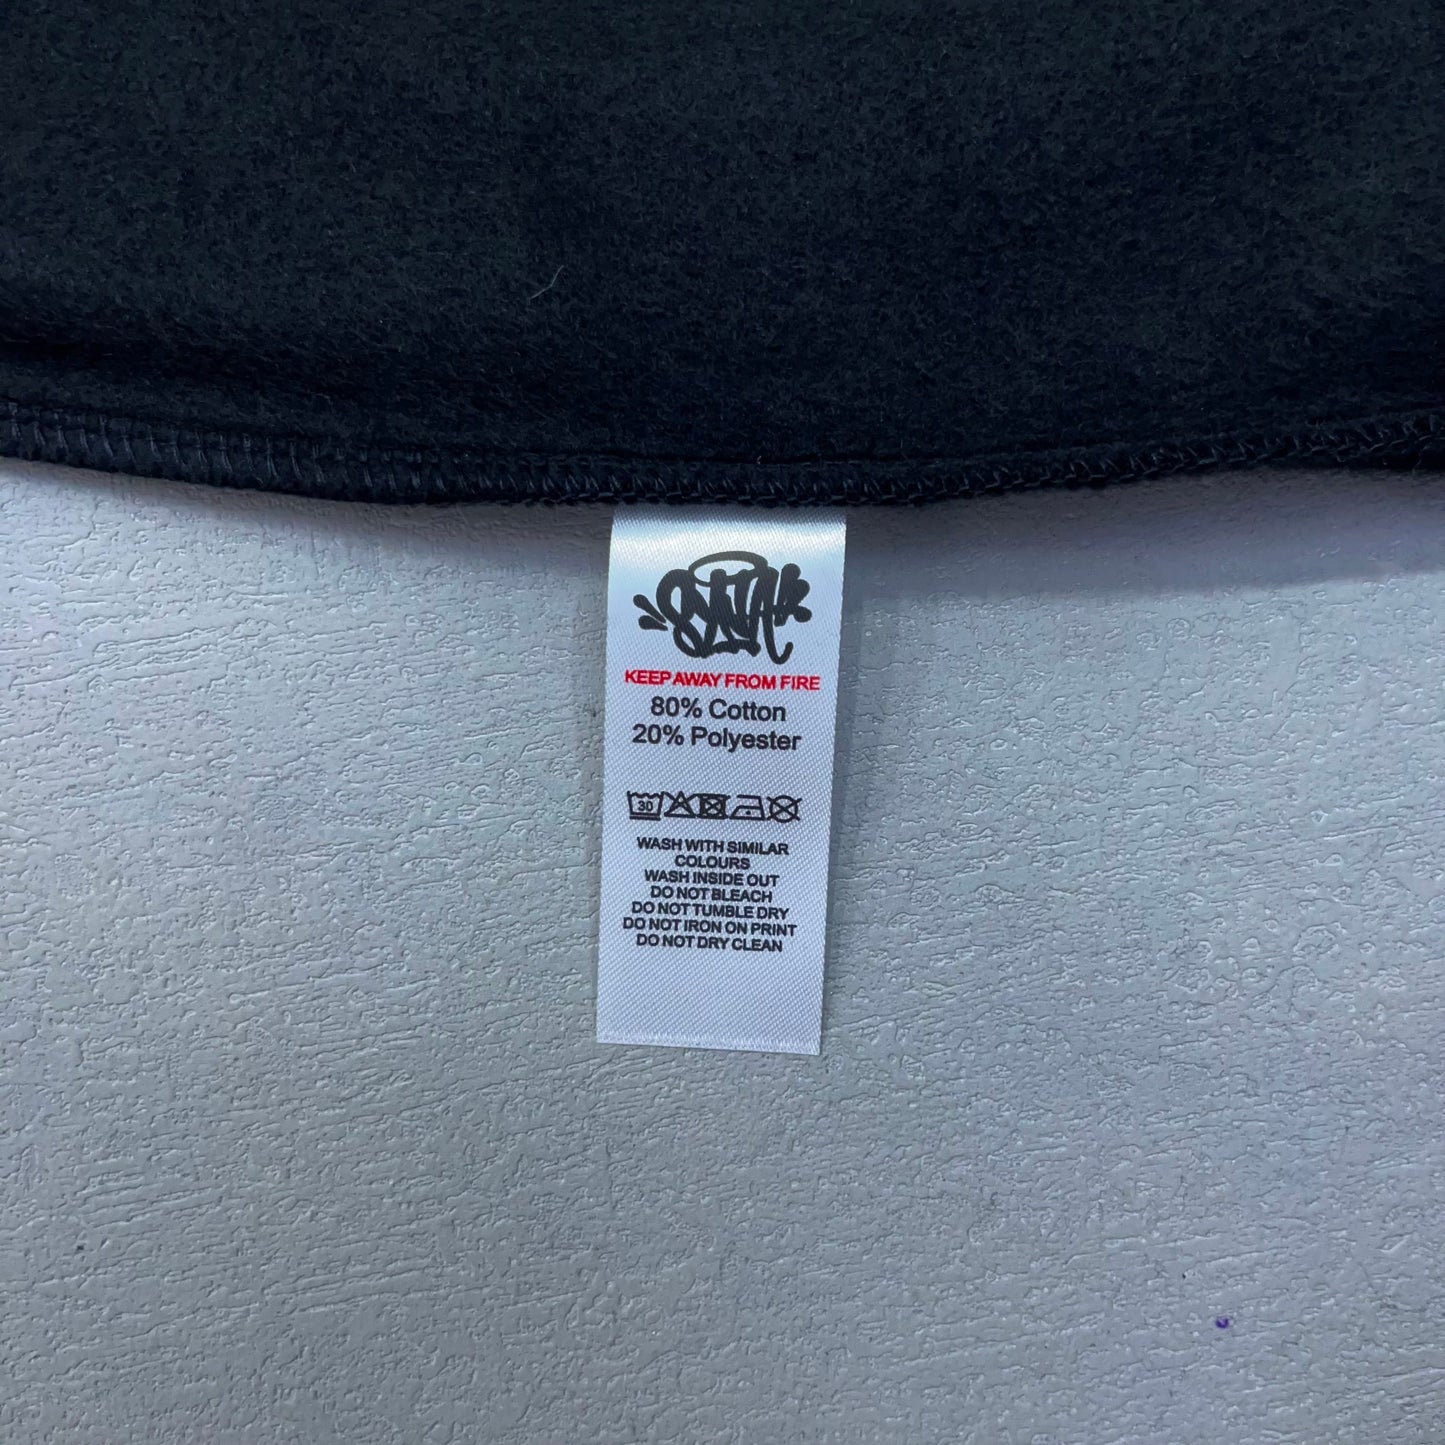 SYNA
KEEP AWAY FROM FIRE
80% Cotton
20% Polyester
30
WASH WITH SIMILAR
COLOURS
WASH INSIDE OUT
DO NOT BLEACH
DO NOT TUMBLE DRY
DO NOT IRON ON PRINT
DO NOT DRY CLEAN